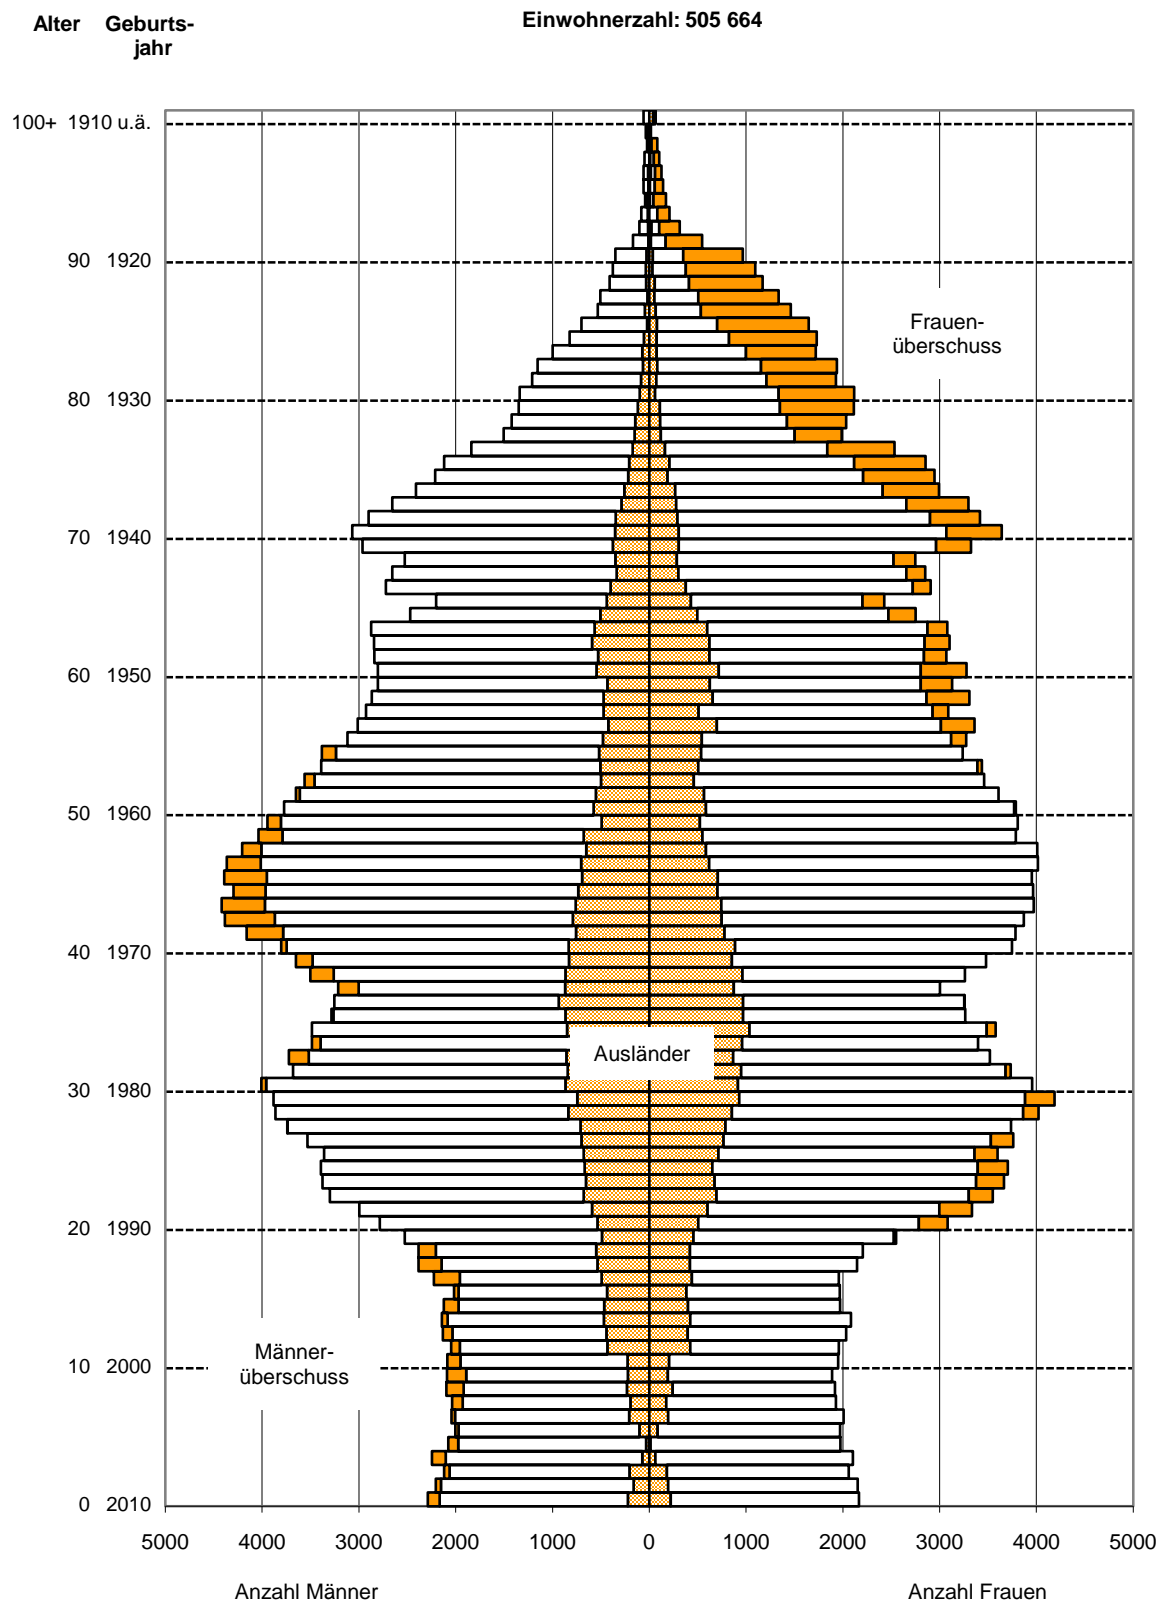 Einwohnerzahl: 505 664
Alter Geburts-
jahr
100+ 1910 u.ä.
90 1920
Frauen-
überschuss
80 1930
70 1940
60 1950
50 1960
40 1970
Ausländer
30 1980
20 1990
Männer-
überschuss
10 2000
0 2010
5000 4000 3000 2000 1000 0 1000 2000 3000 4000 5000
Anzahl Männer Anzahl Frauen